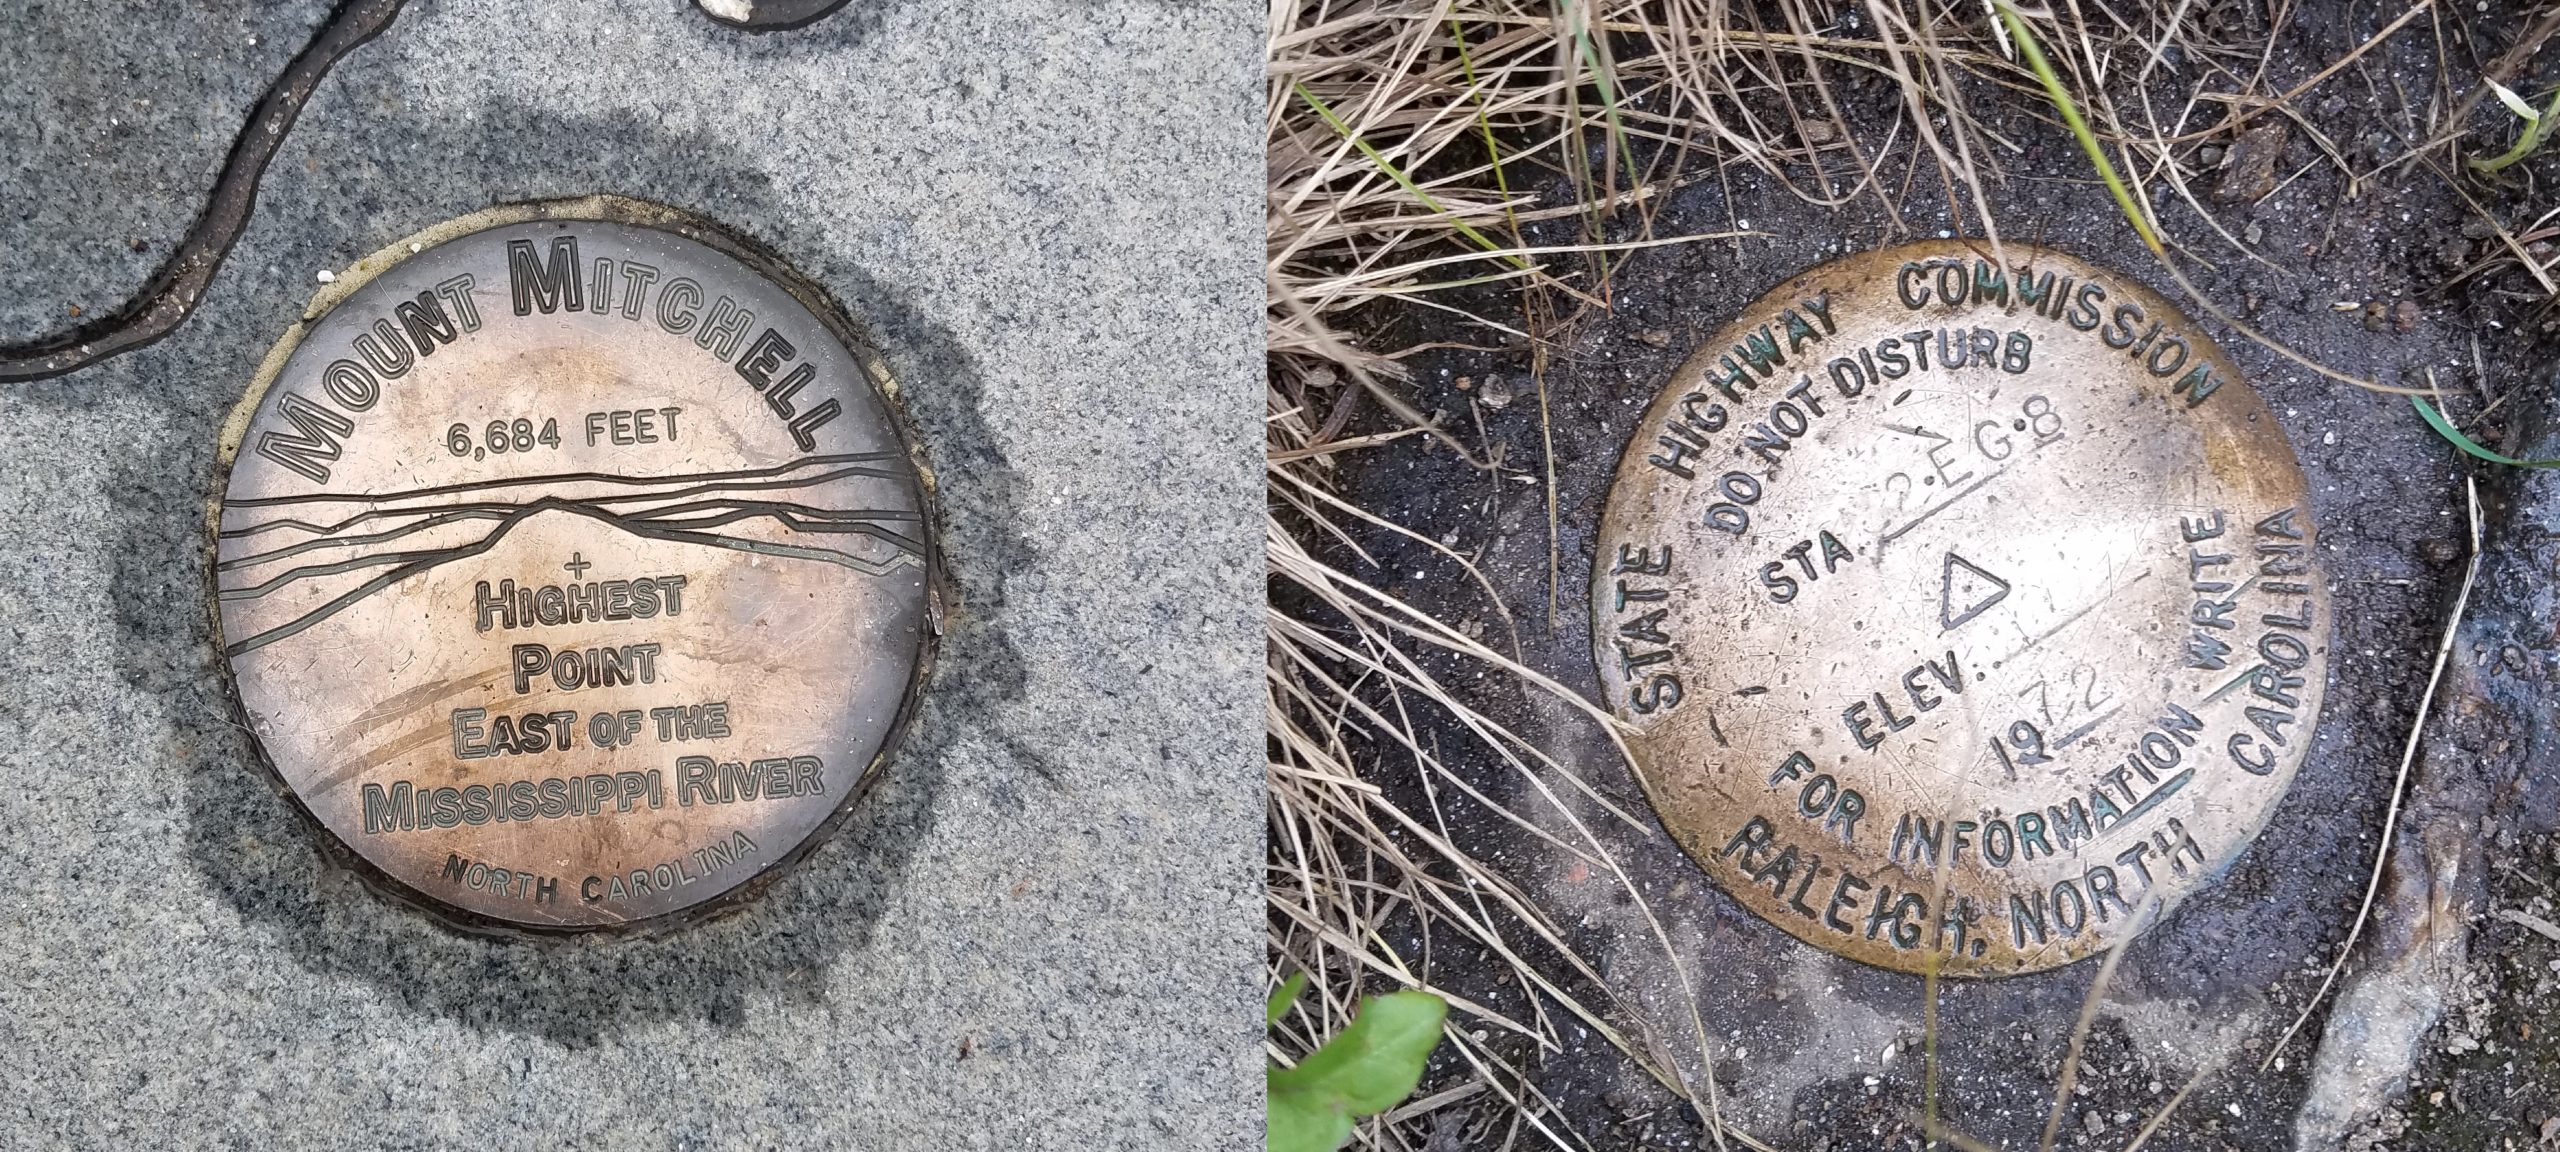 MOUNT MITCHELL
6,684 FEET
+
HIGHEST
POINT
EAST OF THE
MISSISSIPPI RIVER
NORTH CAROLINA
STATE HIGHWAY COMMISSION
DO NOT DISTURB
STA
ELEV.
1972
FOR INFORMATION WRITE
RALEIGH, NORTH CAROLINA